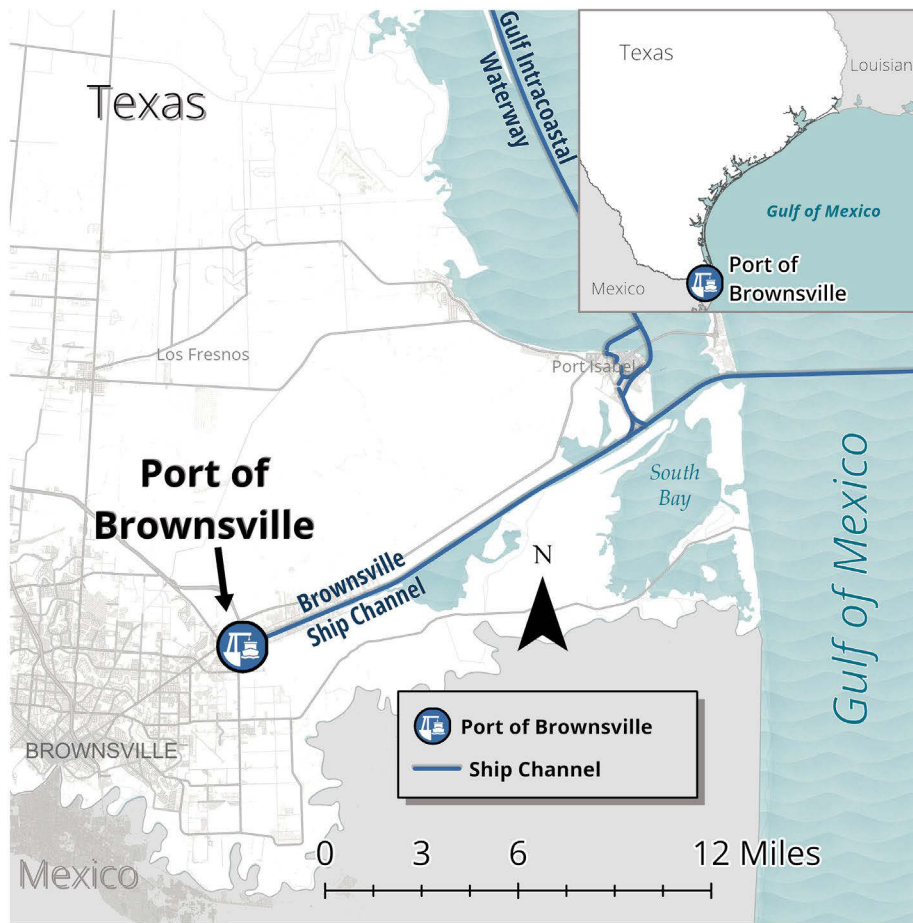 Texas
Gulf Intracoastal
Waterway
Texas
Louisian
Gulf of Mexico
Mexico
Port of
Brownsville
Los Fresnos
Port Isabel
Port of
Brownsville
South
Bay
Gulf of Mexico
Brownsville
Ship Channel
N
BROWNSVILLE
Port of Brownsville
Ship Channel
Mexico
0 3 6 12 Miles